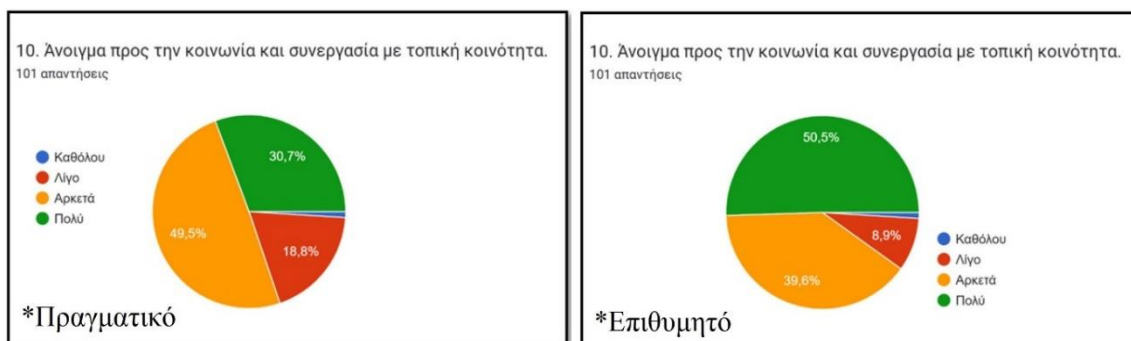 10. Άνοιγμα προς την κοινωνία και συνεργασία με τοπική κοινότητα.
101 απαντήσεις
Καθόλου
Λίγο
Αρκετά
Πολύ
30,7%
49,5%
18,8%
*Πραγματικό
10. Άνοιγμα προς την κοινωνία και συνεργασία με τοπική κοινότητα.
101 απαντήσεις
50,5%
8,9%
39,6%
Καθόλου
Λίγο
Αρκετά
Πολύ
*Επιθυμητό